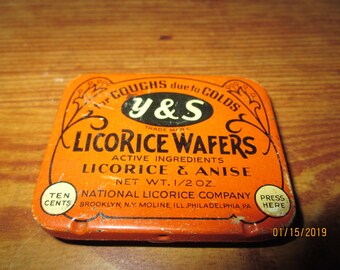 For COUGHS due to COLDS
Y & S
TRADE MARK
LICORICE WAFERS
ACTIVE INGREDIENTS
LICORICE & ANISE
NET WT. 1/2 OZ.
TEN CENTS
NATIONAL LICORICE COMPANY
BROOKLYN, N.Y. MOLINE, ILL. PHILADELPHIA, PA.
PRESS HERE
01/15/2019